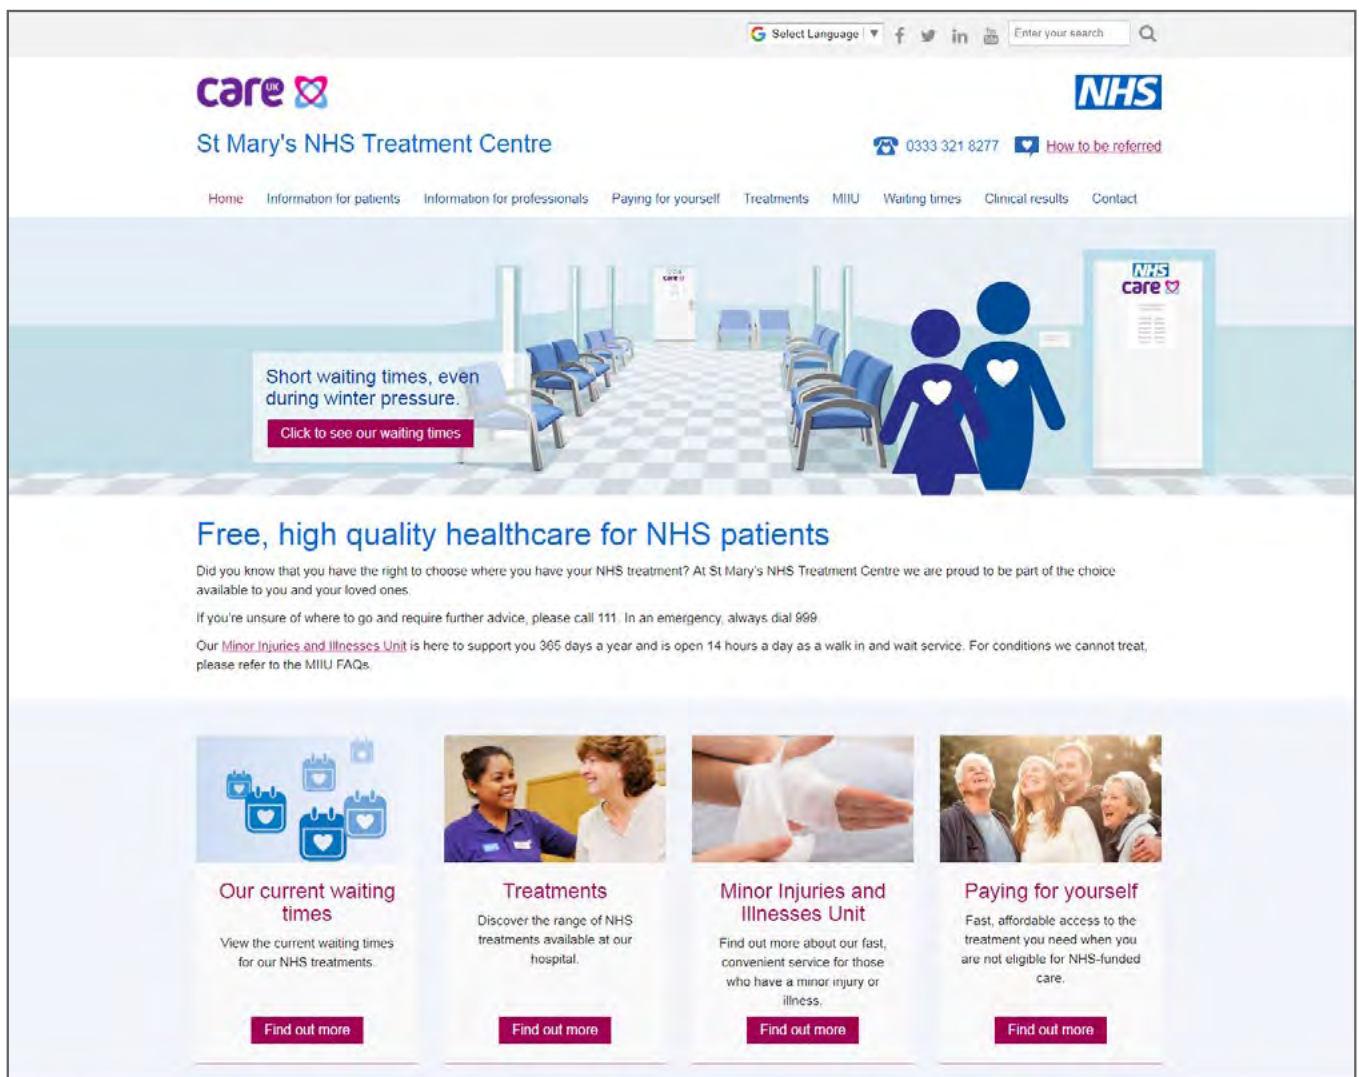 Select Language
Enter your search
care UK
NHS
St Mary's NHS Treatment Centre
0333 321 8277 How to be referred
Home Information for patients Information for professionals Paying for yourself Treatments MIIU Waiting times Clinical results Contact
NHS
care
care
Short waiting times, even
during winter pressure.
Click to see our waiting times
Free, high quality healthcare for NHS patients
Did you know that you have the right to choose where you have your NHS treatment? At St Mary's NHS Treatment Centre we are proud to be part of the choice
available to you and your loved ones.
If you're unsure of where to go and require further advice, please call 111. In an emergency, always dial 999.
Our Minor Injuries and Illnesses Unit is here to support you 365 days a year and is open 14 hours a day as a walk in and wait service. For conditions we cannot treat,
please refer to the MIIU FAQs.
Our current waiting
times
View the current waiting times
for our NHS treatments.
Find out more
Treatments
Discover the range of NHS
treatments available at our
hospital.
Find out more
Minor Injuries and
Illnesses Unit
Find out more about our fast,
convenient service for those
who have a minor injury or
illness.
Find out more
Paying for yourself
Fast, affordable access to the
treatment you need when you
are not eligible for NHS-funded
care.
Find out more